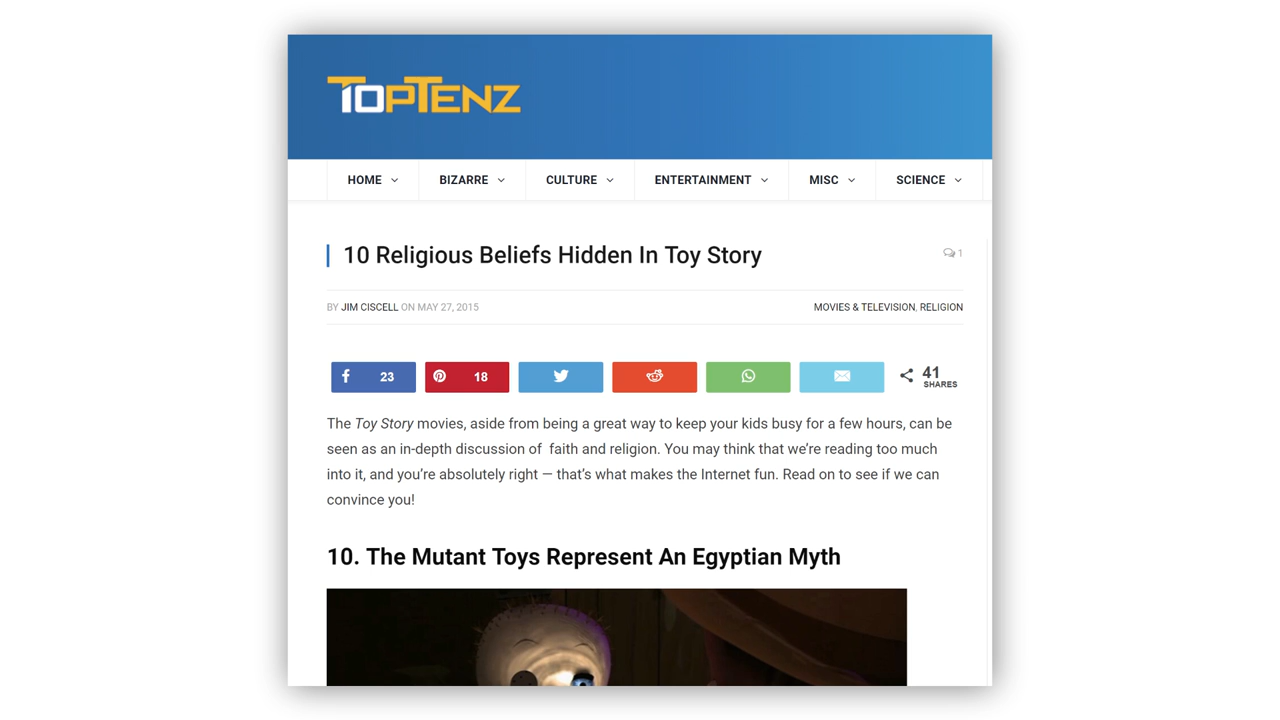 TOPTENZ
HOME BIZARRE CULTURE ENTERTAINMENT MISC SCIENCE
10 Religious Beliefs Hidden In Toy Story
1
BY JIM CISCELL ON MAY 27, 2015
MOVIES & TELEVISION, RELIGION
23 18 41
SHARES
The Toy Story movies, aside from being a great way to keep your kids busy for a few hours, can be
seen as an in-depth discussion of faith and religion. You may think that we’re reading too much
into it, and you’re absolutely right — that’s what makes the Internet fun. Read on to see if we can
convince you!
10. The Mutant Toys Represent An Egyptian Myth